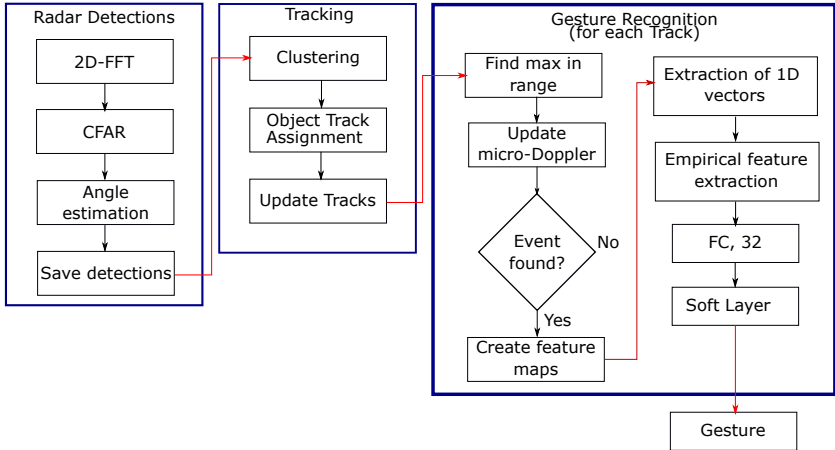 Radar Detections
2D-FFT
CFAR
Angle
estimation
Save detections
Tracking
Clustering
Object Track
Assignment
Update Tracks
Gesture Recognition
(for each Track)
Find max in
range
Update
micro-Doppler
Event
found?
No
Yes
Create feature
maps
Extraction of 1D
vectors
Empirical feature
extraction
FC, 32
Soft Layer
Gesture